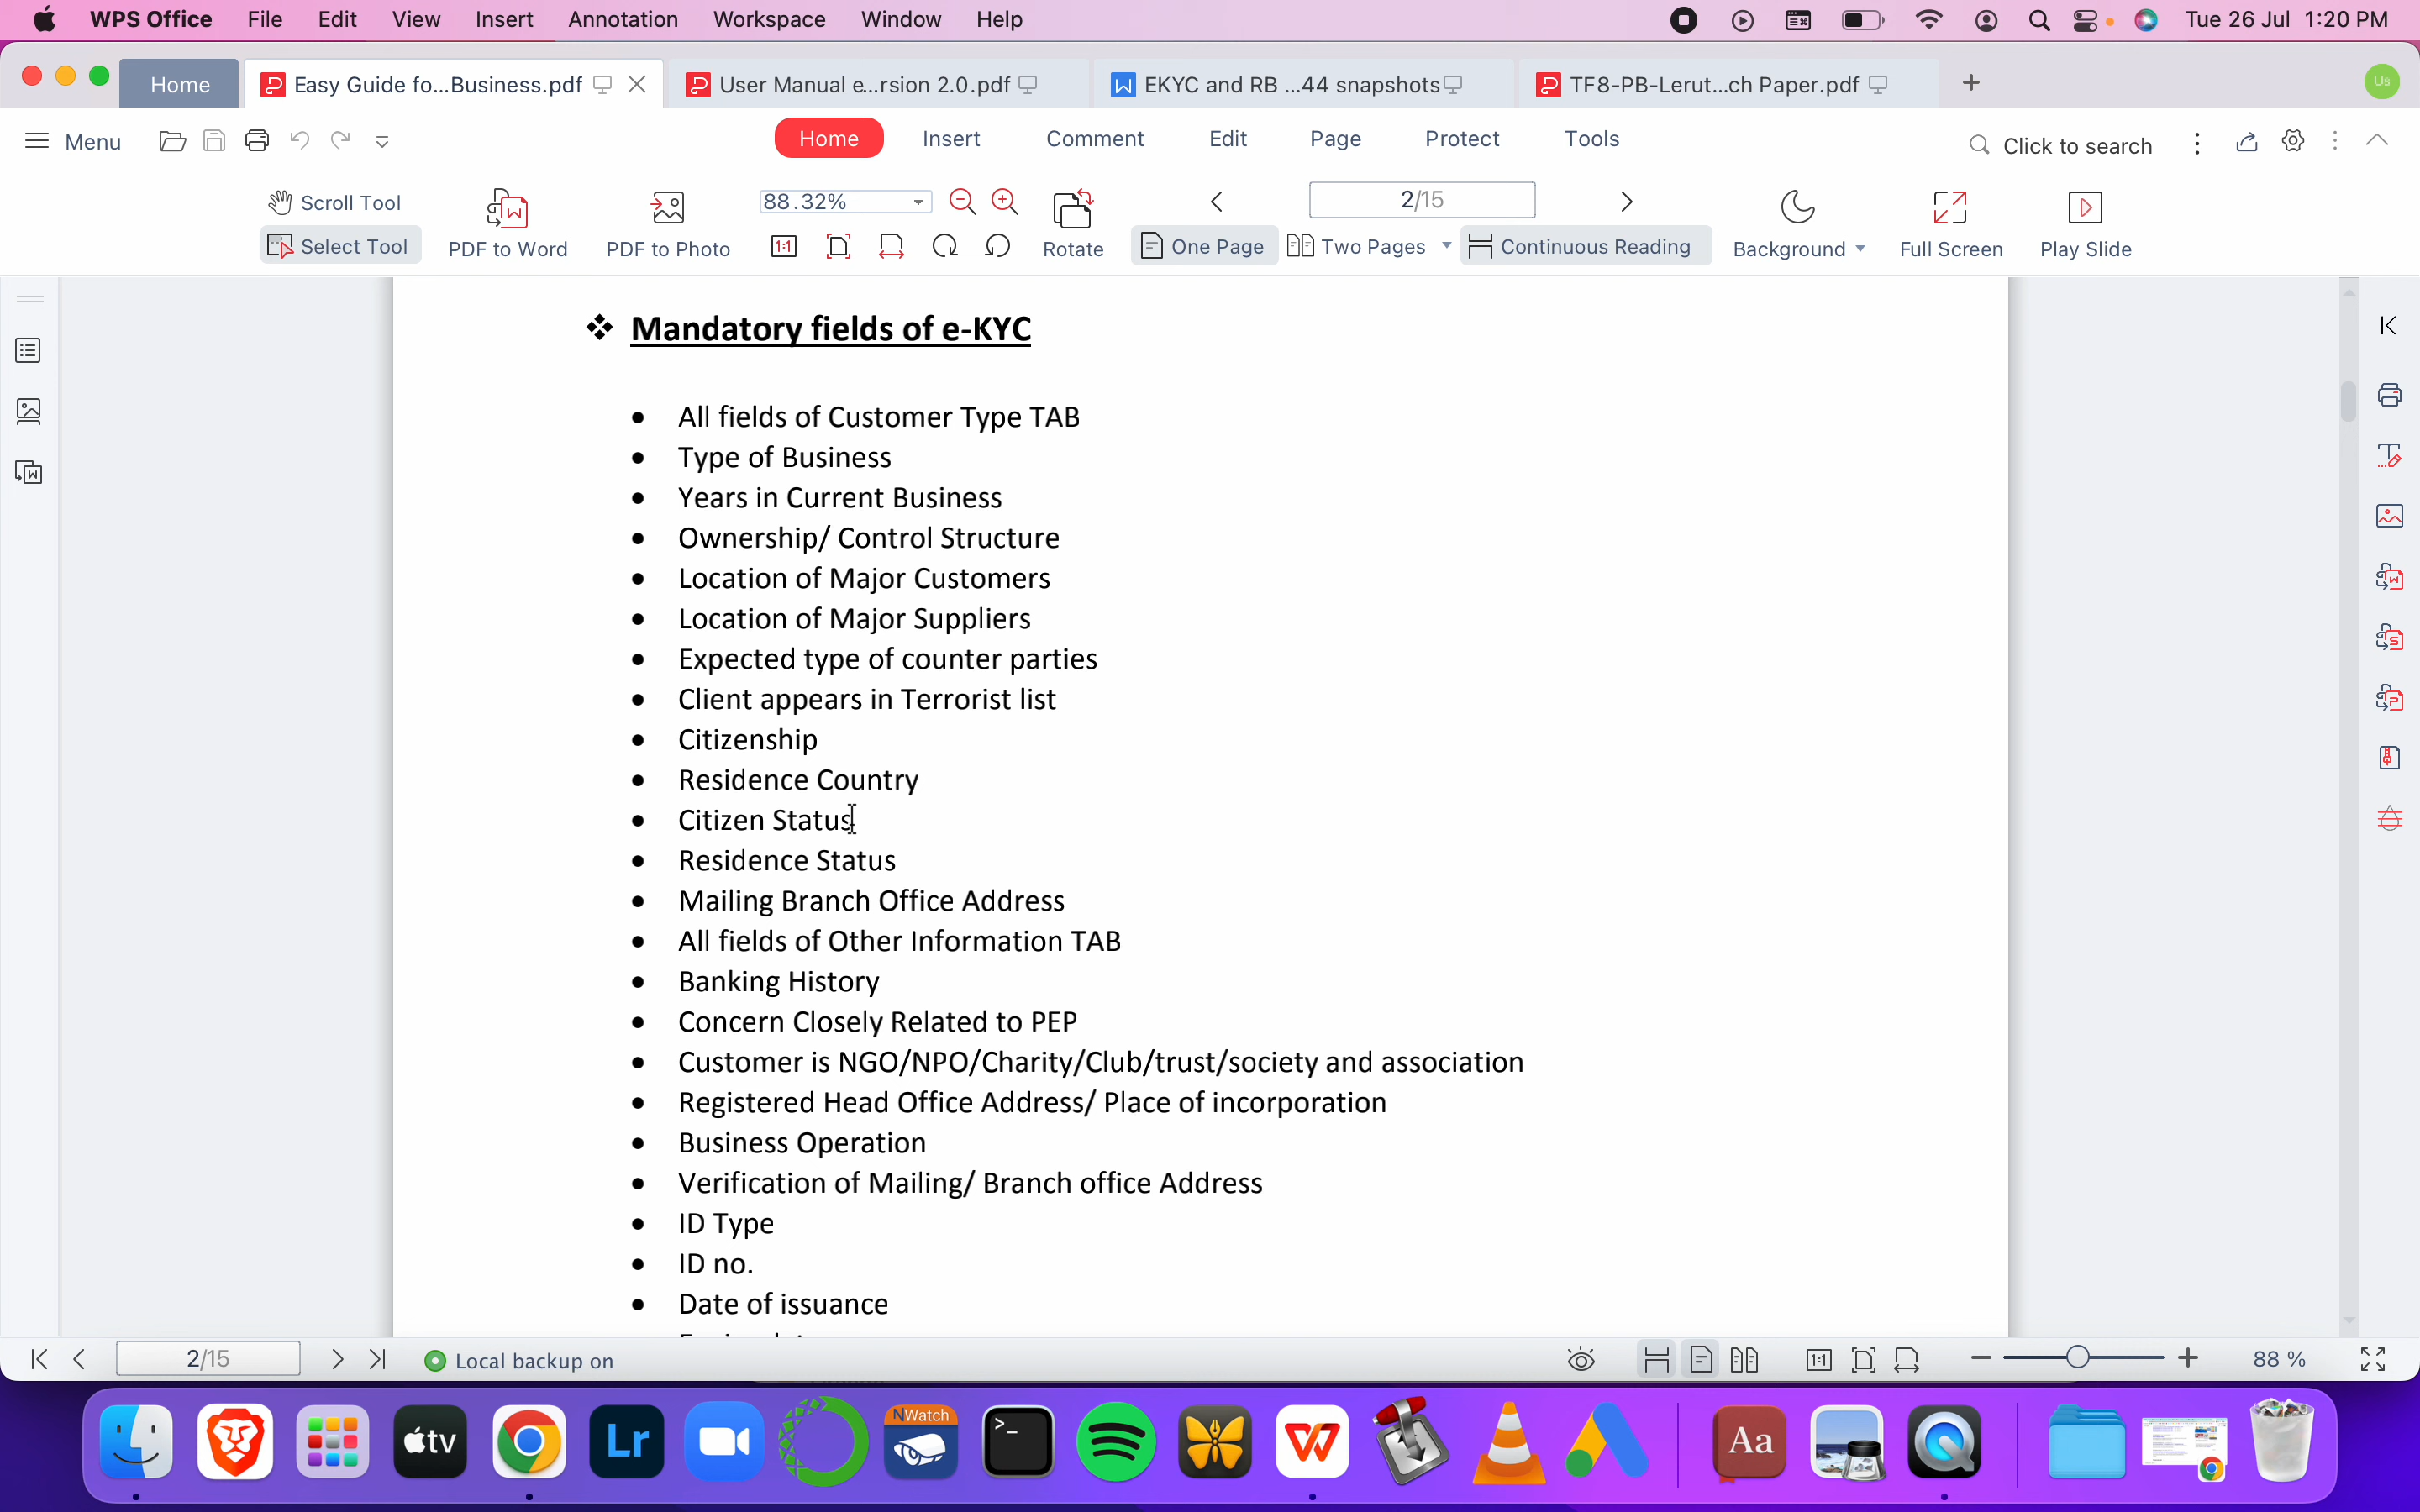 WPS Office File Edit View Insert Annotation Workspace Window Help Tue 26 Jul 1:20 PM
Home Easy Guide fo...Business.pdf User Manual e...rsion 2.0.pdf EKYC and RB ...44 snapshots TF8-PB-Lerut...ch Paper.pdf Us
Menu Home Insert Comment Edit Page Protect Tools Click to search
Scroll Tool 88.32% 2/15
Select Tool PDF to Word PDF to Photo 1:1 Rotate One Page Two Pages Continuous Reading Background Full Screen Play Slide
Mandatory fields of e-KYC
All fields of Customer Type TAB
Type of Business
Years in Current Business
Ownership/ Control Structure
Location of Major Customers
Location of Major Suppliers
Expected type of counter parties
Client appears in Terrorist list
Citizenship
Residence Country
Citizen Status
Residence Status
Mailing Branch Office Address
All fields of Other Information TAB
Banking History
Concern Closely Related to PEP
Customer is NGO/NPO/Charity/Club/trust/society and association
Registered Head Office Address/ Place of incorporation
Business Operation
Verification of Mailing/ Branch office Address
ID Type
ID no.
Date of issuance
2/15 Local backup on 1:1 88 %
tv Lr NWatch Aa